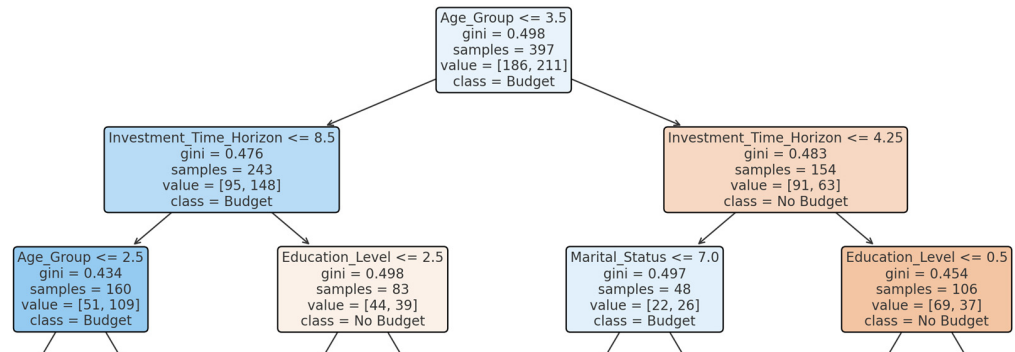 Age_Group <= 3.5
gini = 0.498
samples = 397
value = [186, 211]
class = Budget
Investment_Time_Horizon <= 8.5
gini = 0.476
samples = 243
value = [95, 148]
class = Budget
Investment_Time_Horizon <= 4.25
gini = 0.483
samples = 154
value = [91, 63]
class = No Budget
Age_Group <= 2.5
gini = 0.434
samples = 160
value = [51, 109]
class = Budget
Education_Level <= 2.5
gini = 0.498
samples = 83
value = [44, 39]
class = No Budget
Marital_Status <= 7.0
gini = 0.497
samples = 48
value = [22, 26]
class = Budget
Education_Level <= 0.5
gini = 0.454
samples = 106
value = [69, 37]
class = No Budget